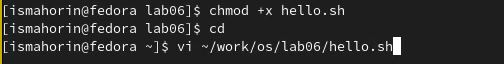 [ismahorin@fedora lab06]$ chmod +x hello.sh
[ismahorin@fedora lab06]$ cd
[ismahorin@fedora ~]$ vi ~/work/os/lab06/hello.sh